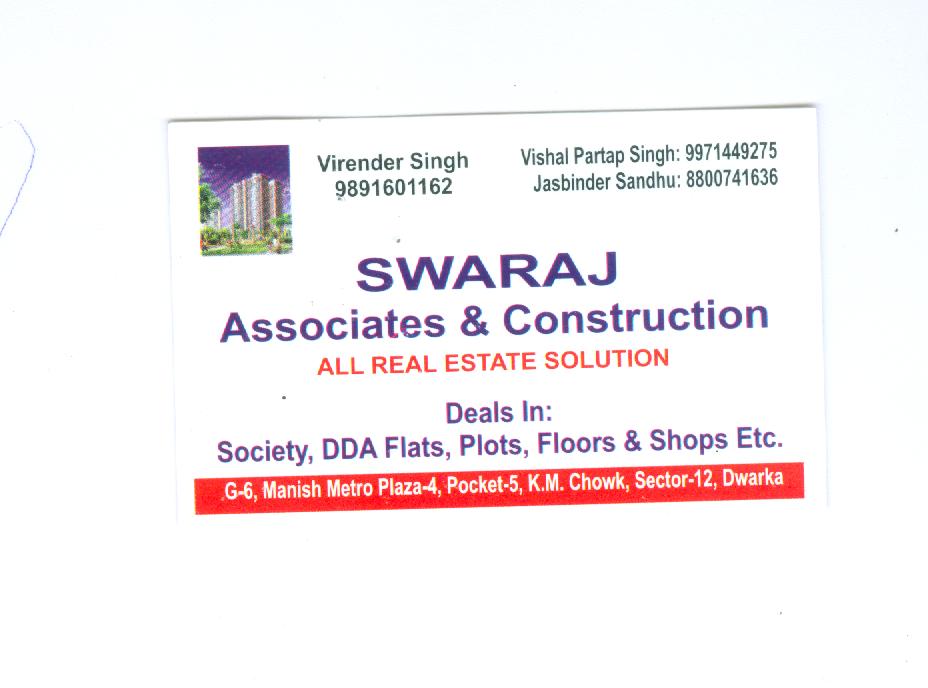 Virender Singh
9891601162
Vishal Partap Singh: 9971449275
Jasbinder Sandhu: 8800741636
SWARAJ
Associates & Construction
ALL REAL ESTATE SOLUTION
Deals In:
Society, DDA Flats, Plots, Floors & Shops Etc.
G-6, Manish Metro Plaza-4, Pocket-5, K.M. Chowk, Sector-12, Dwarka